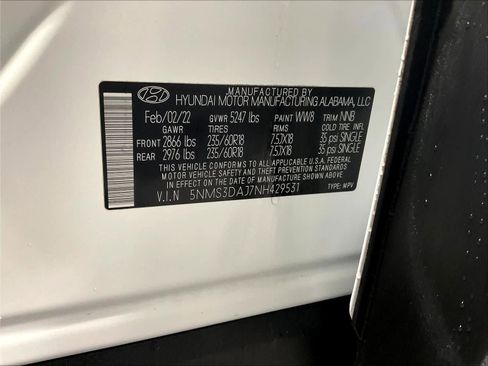 MANUFACTURED BY
HYUNDAI MOTOR MANUFACTURING ALABAMA, LLC
Feb/02/22 GVWR 5247 lbs PAINT WW8 TRIM NNB
GAWR TIRES RIMS COLD TIRE INFL
FRONT 2866 lbs 235/60R18 7.5JX18 35 psi SINGLE
REAR 2976 lbs 235/60R18 7.5JX18 35 psi SINGLE
THIS VEHICLE CONFORMS TO ALL APPLICABLE U.S.A. FEDERAL
MOTOR VEHICLE SAFETY, BUMPER, AND THEFT PREVENTION STANDARDS
IN EFFECT ON THE DATE OF MANUFACTURE SHOWN ABOVE
V.I.N 5NMS3DAJ7NH429531 TYPE: MPV